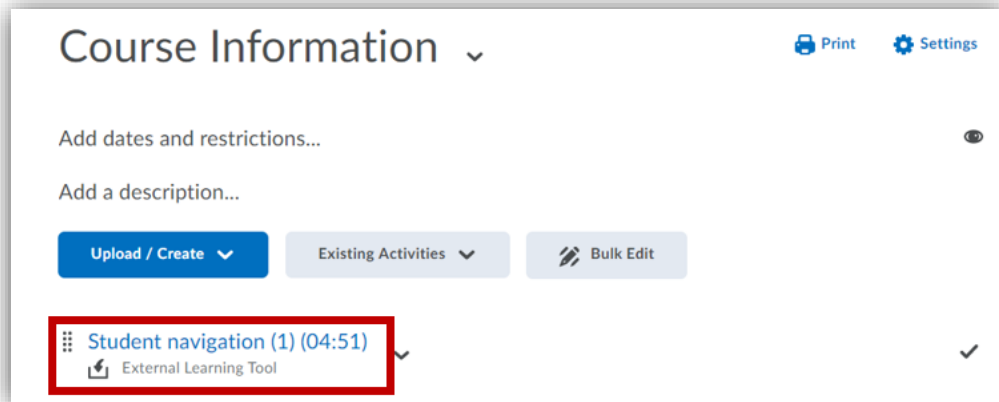 Course Information
Print
Settings
Add dates and restrictions...
Add a description...
Upload / Create
Existing Activities
Bulk Edit
Student navigation (1) (04:51)
External Learning Tool